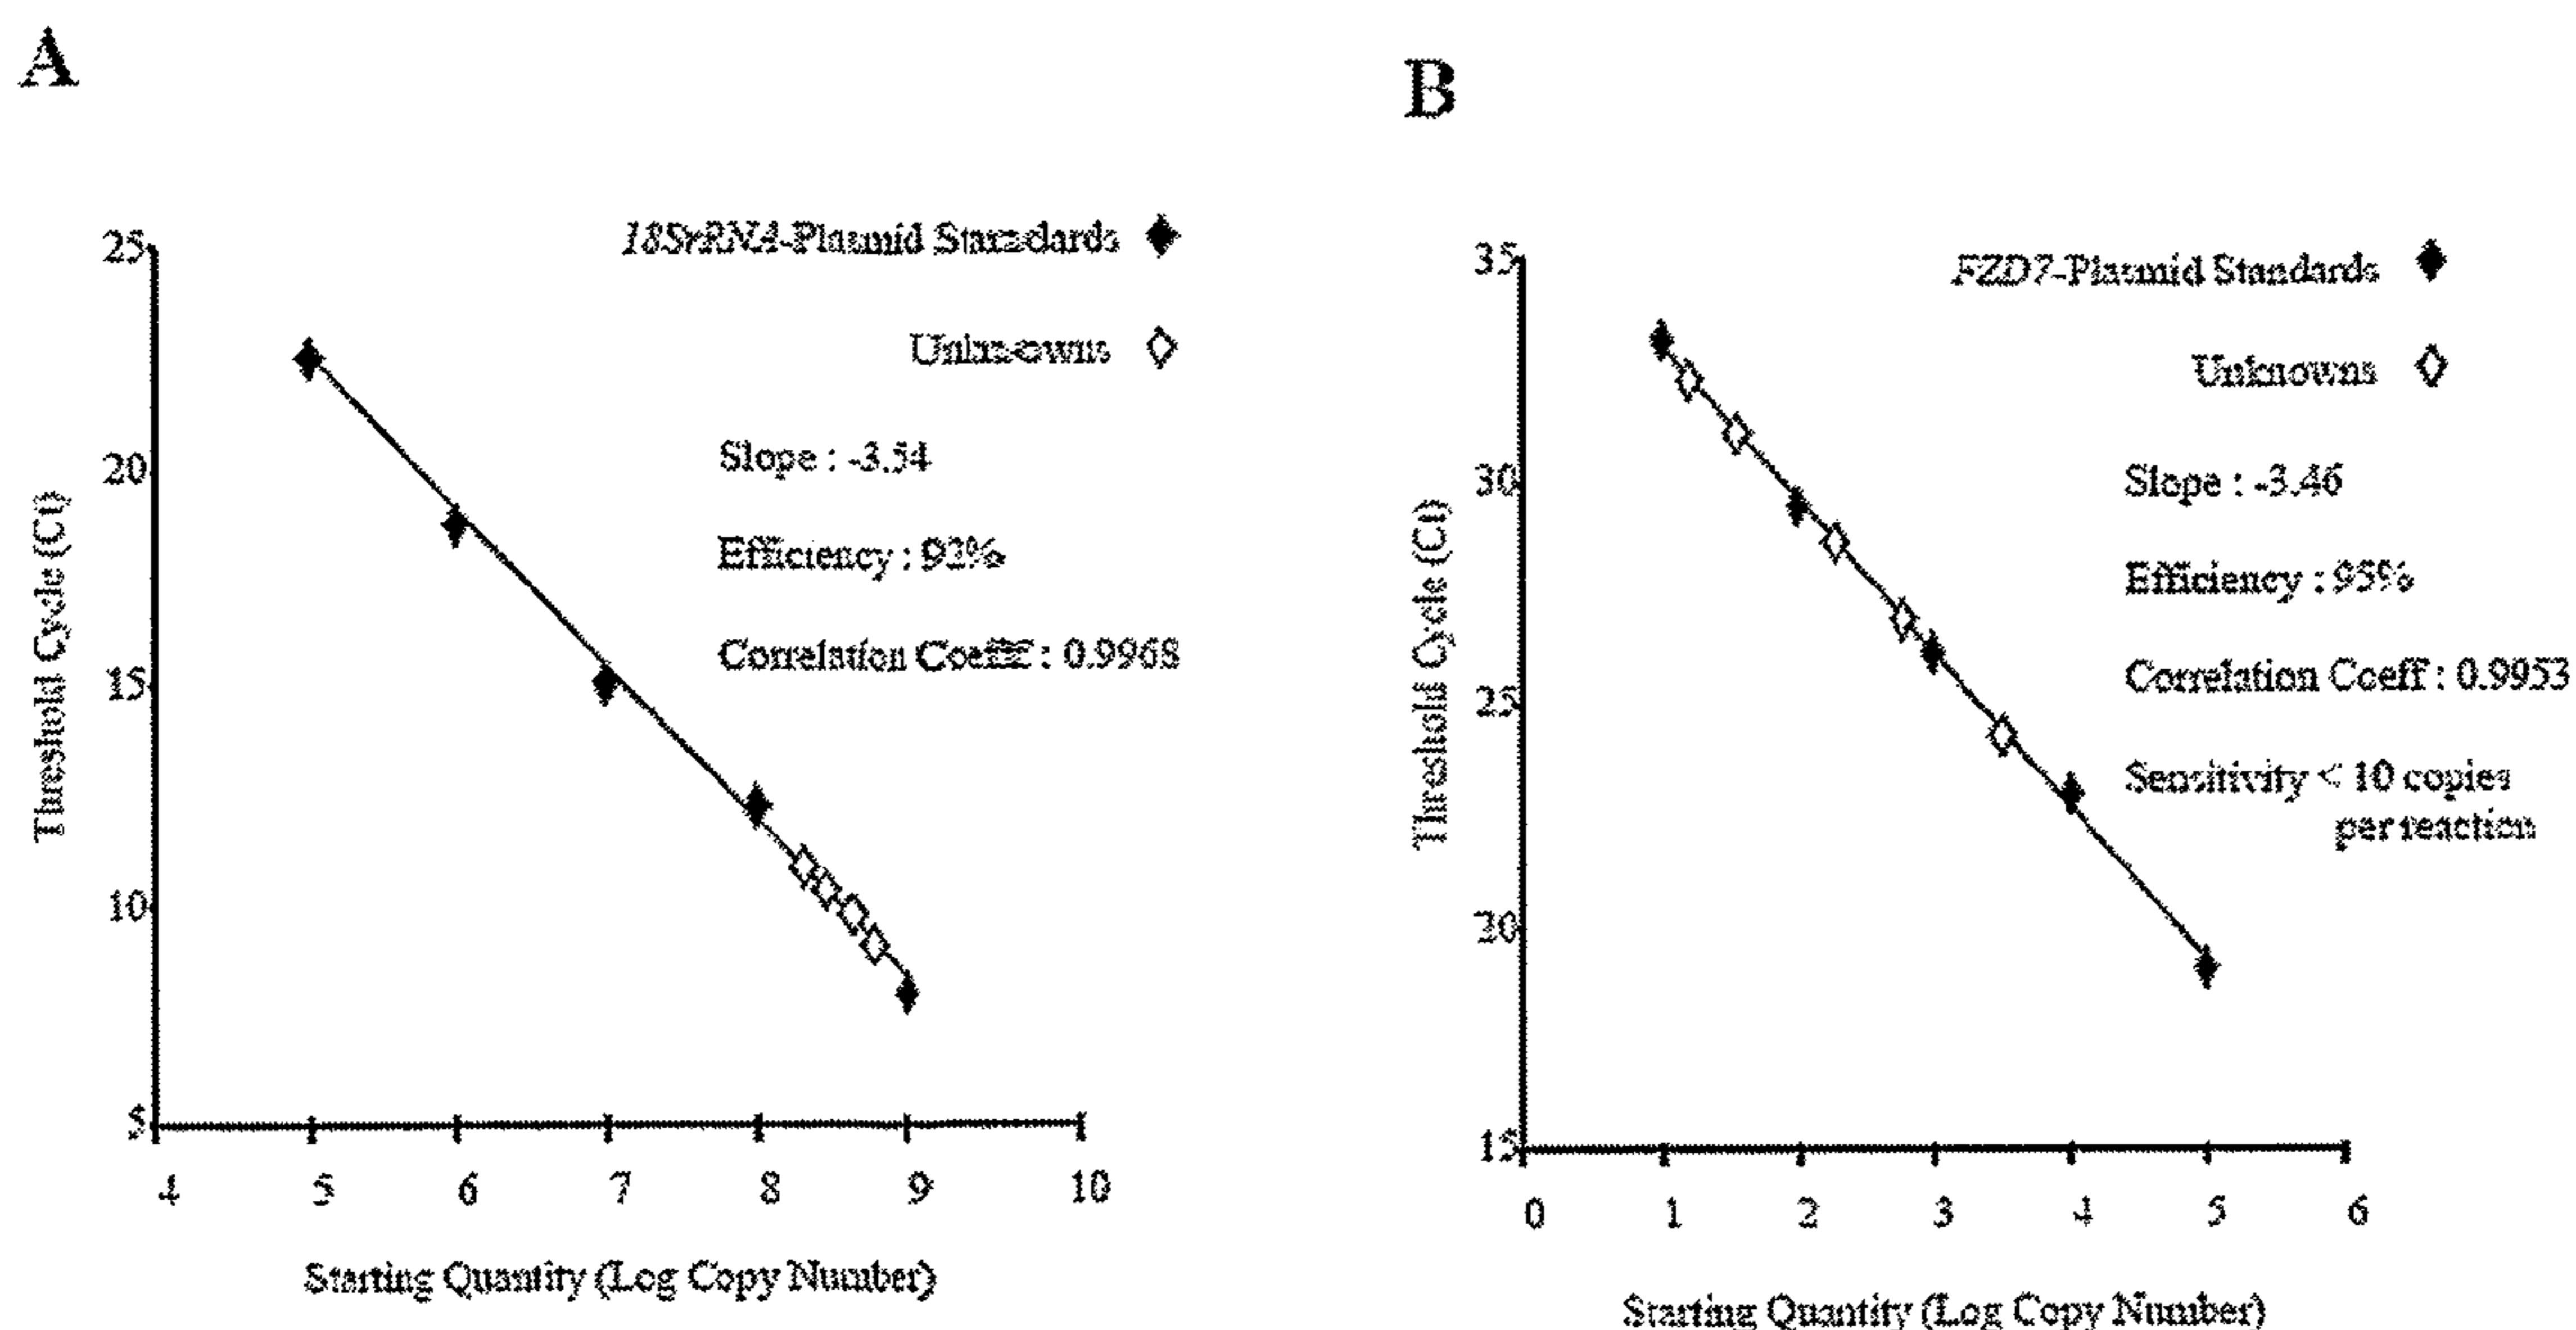 A
25
20
15
10
5
4 5 6 7 8 9 10
Threshold Cycle (Ct)
Starting Quantity (Log Copy Number)
18SrRNA-Plasmid Standards
Unknowns
Slope : -3.54
Efficiency : 92%
Correlation Coeff : 0.9968
B
35
30
25
20
15
0 1 2 3 4 5 6
Threshold Cycle (Ct)
Starting Quantity (Log Copy Number)
FZD7-Plasmid Standards
Unknowns
Slope : -3.46
Efficiency : 95%
Correlation Coeff : 0.9953
Sensitivity < 10 copies
per reaction